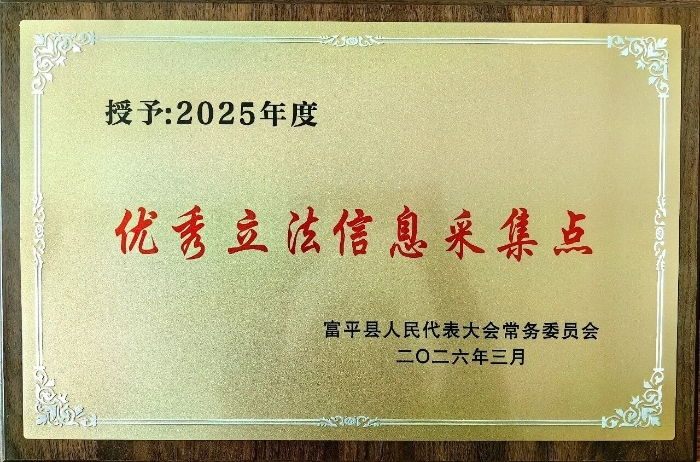 授予:2025年度
优秀立法信息采集点
富平县人民代表大会常务委员会
二〇二六年三月